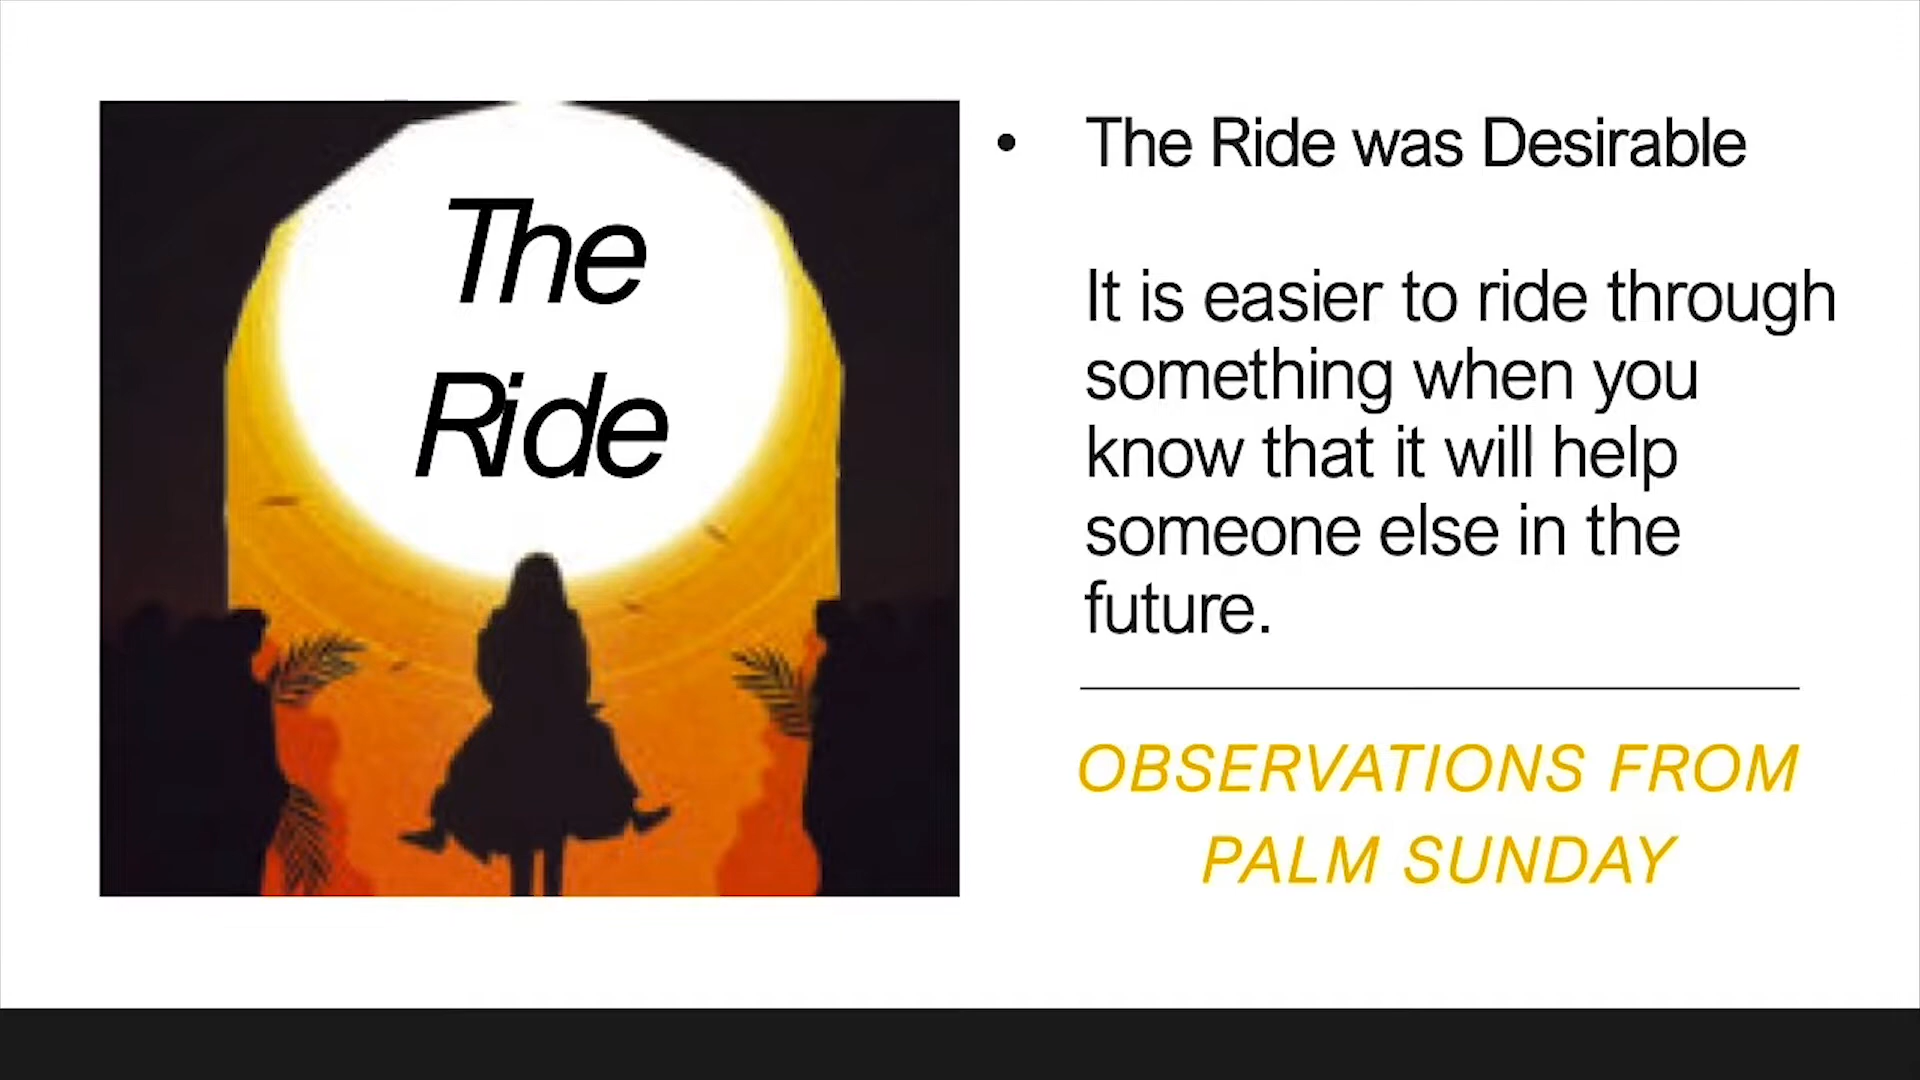 The
Ride
• The Ride was Desirable
It is easier to ride through
something when you
know that it will help
someone else in the
future.
OBSERVATIONS FROM
PALM SUNDAY